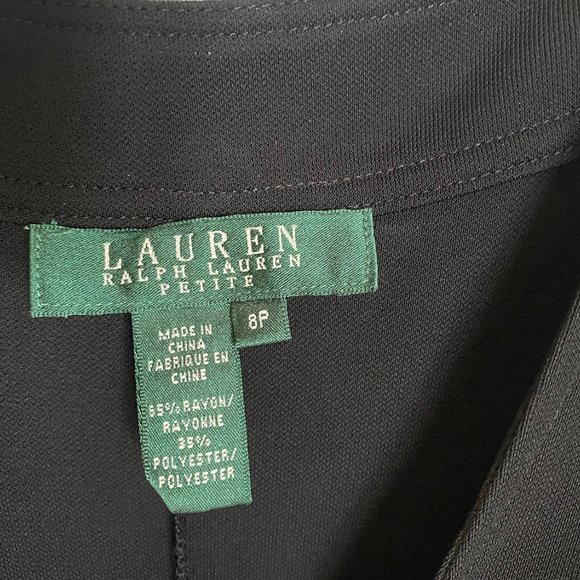 LAUREN
RALPH LAUREN
PETITE
8P
MADE IN
CHINA
FABRIQUE EN
CHINE
65% RAYON/
RAYONNE
35%
POLYESTER/
POLYESTER